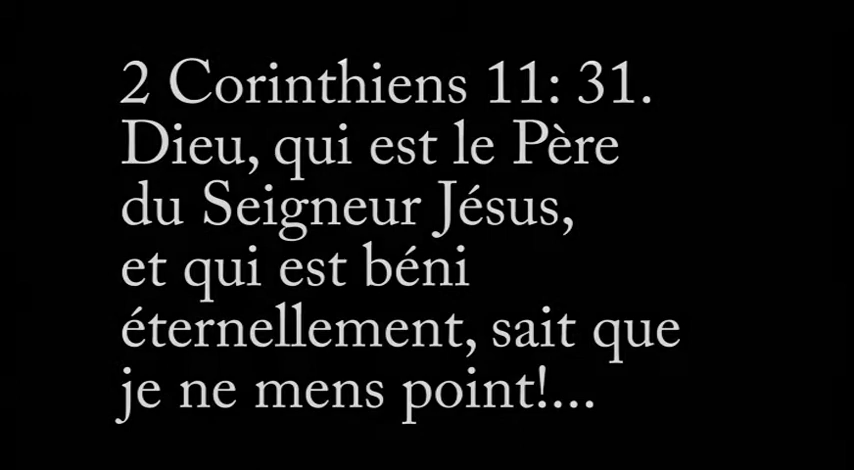 2 Corinthiens 11: 31.
Dieu, qui est le Père
du Seigneur Jésus,
et qui est béni
éternellement, sait que
je ne mens point!...